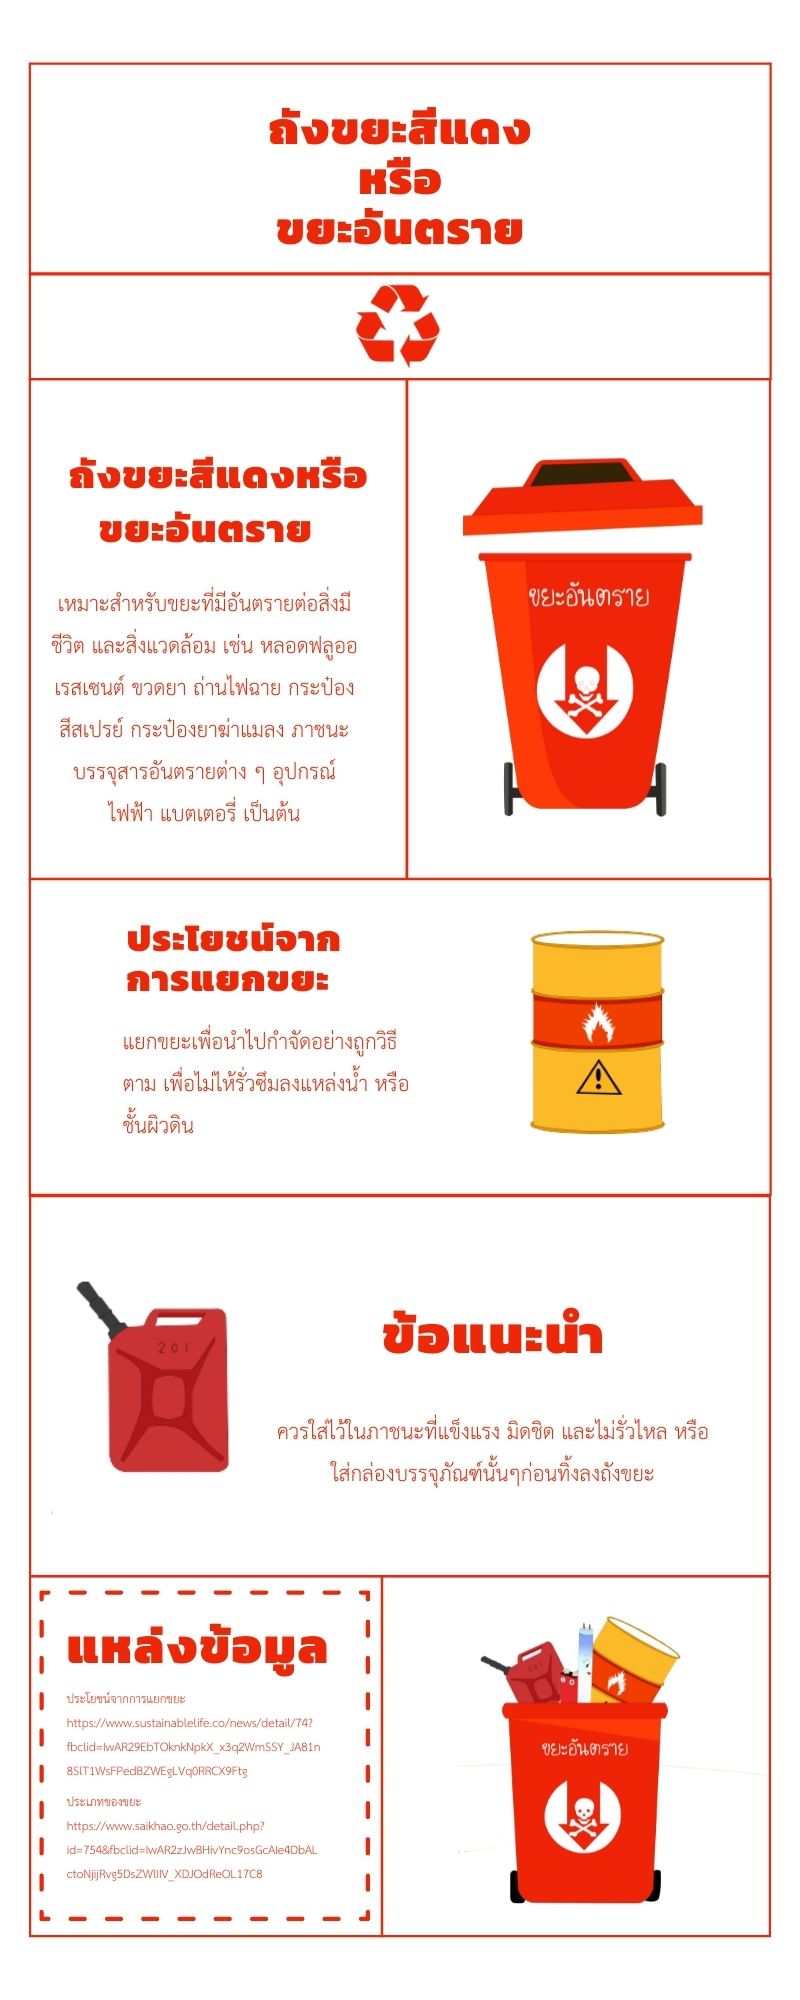 ถังขยะสีแดง
หรือ
ขยะอันตราย
ถังขยะสีแดงหรือ
ขยะอันตราย
เหมาะสำหรับขยะที่มีอันตรายต่อสิ่งมี
ชีวิต และสิ่งแวดล้อม เช่น หลอดฟลูออ
เรสเซนต์ ขวดยา ถ่านไฟฉาย กระป๋อง
สีสเปรย์ กระป๋องยาฆ่าแมลง ภาชนะ
บรรจุสารอันตรายต่าง ๆ อุปกรณ์
ไฟฟ้า แบตเตอรี่ เป็นต้น
ขยะอันตราย
ประโยชน์จาก
การแยกขยะ
แยกขยะเพื่อนำไปกำจัดอย่างถูกวิธี
ตาม เพื่อไม่ไห้รั่วซึมลงแหล่งน้ำ หรือ
ชั้นผิวดิน
201
ข้อแนะนำ
ควรใส่ไว้ในภาชนะที่แข็งแรง มิดชิด และไม่รั่วไหล หรือ
ใส่กล่องบรรจุภัณฑ์นั้นๆก่อนทิ้งลงถังขยะ
แหล่งข้อมูล
ประโยชน์จากการแยกขยะ
https://www.sustainablelife.co/news/detail/74?
fbclid=IwAR29EbTOknkNpkX_x3q2WmSSY_JA81n
8SlT1WsFPedBZWEgLVq0RRCX9Ftg
ประเภทของขยะ
https://www.saikhao.go.th/detail.php?
id=754&fbclid=IwAR2zJwBHivYnc9osGcAIe4DbAL
ctoNjijRvg5DsZWlIIV_XDJOdReOL17C8
201
ขยะอันตราย